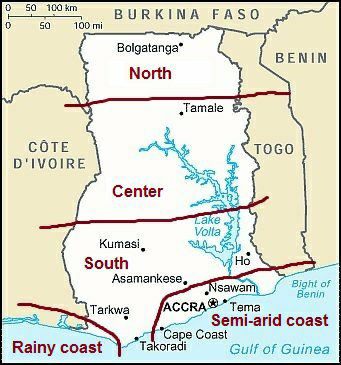 0 50 100 km
0 50 100 mi
BURKINA FASO
Bolgatanga
BENIN
North
Tamale
CÔTE
D'IVOIRE
TOGO
Center
Lake
Volta
Kumasi
South
Ho
Asamankese
Nsawam
Bight of
Benin
ACCRA
Tema
Tarkwa
Semi-arid coast
Rainy coast
Cape Coast
Takoradi
Gulf of Guinea